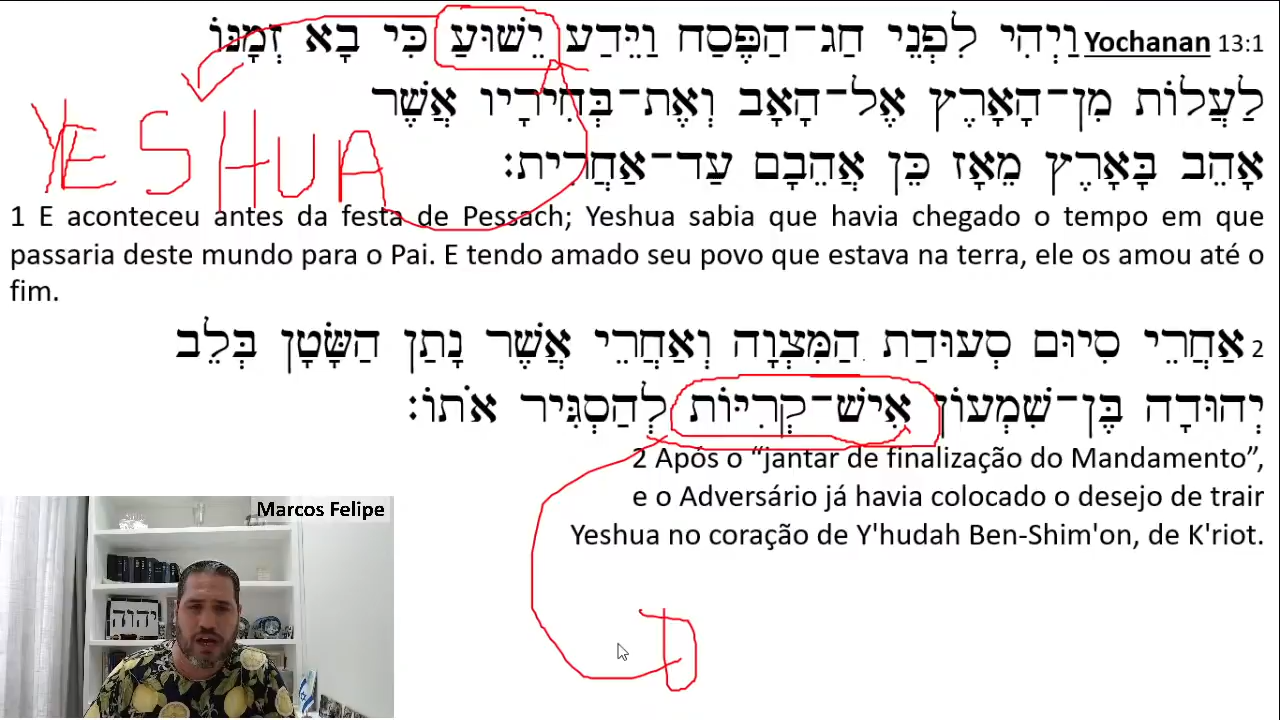 Yochanan 13:1 וַיְהִי לִפְנֵי חַג־הַפֶּסַח וַיֵּדַע יֵשׁוּעַ כִּי בָא זְמַנּוֹ
לַעֲלוֹת מִן־הָאָרֶץ אֶל־הָאָב וְאֶת־בְּחִירָיו אֲשֶׁר
אָהֵב בָּאָרֶץ מֵאָז כֵּן אֲהֵבָם עַד־אַחֲרִית׃
YESHUA
1 E aconteceu antes da festa de Pessach; Yeshua sabia que havia chegado o tempo em que
passaria deste mundo para o Pai. E tendo amado seu povo que estava na terra, ele os amou até o
fim.
2 אַחֲרֵי סִיּוּם סְעוּדַת הַמִּצְוָה וְאַחֲרֵי אֲשֶׁר נָתַן הַשָּׂטָן בְּלֵב
יְהוּדָה בֶּן־שִׁמְעוֹן אִישׁ־קְרִיּוֹת לְהַסְגִּיר אֹתוֹ׃
2 Após o “jantar de finalização do Mandamento”,
e o Adversário já havia colocado o desejo de trair
Yeshua no coração de Y'hudah Ben-Shim'on, de K'riot.
Marcos Felipe
יהוה